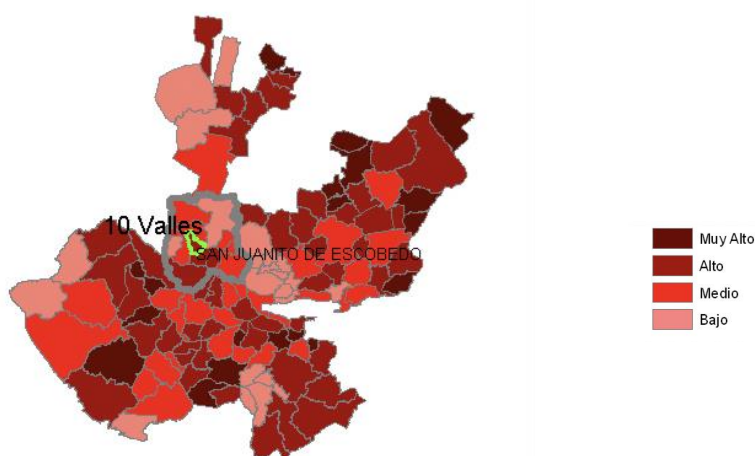 10 Valles
SAN JUANITO DE ESCOBEDO
Muy Alto
Alto
Medio
Bajo